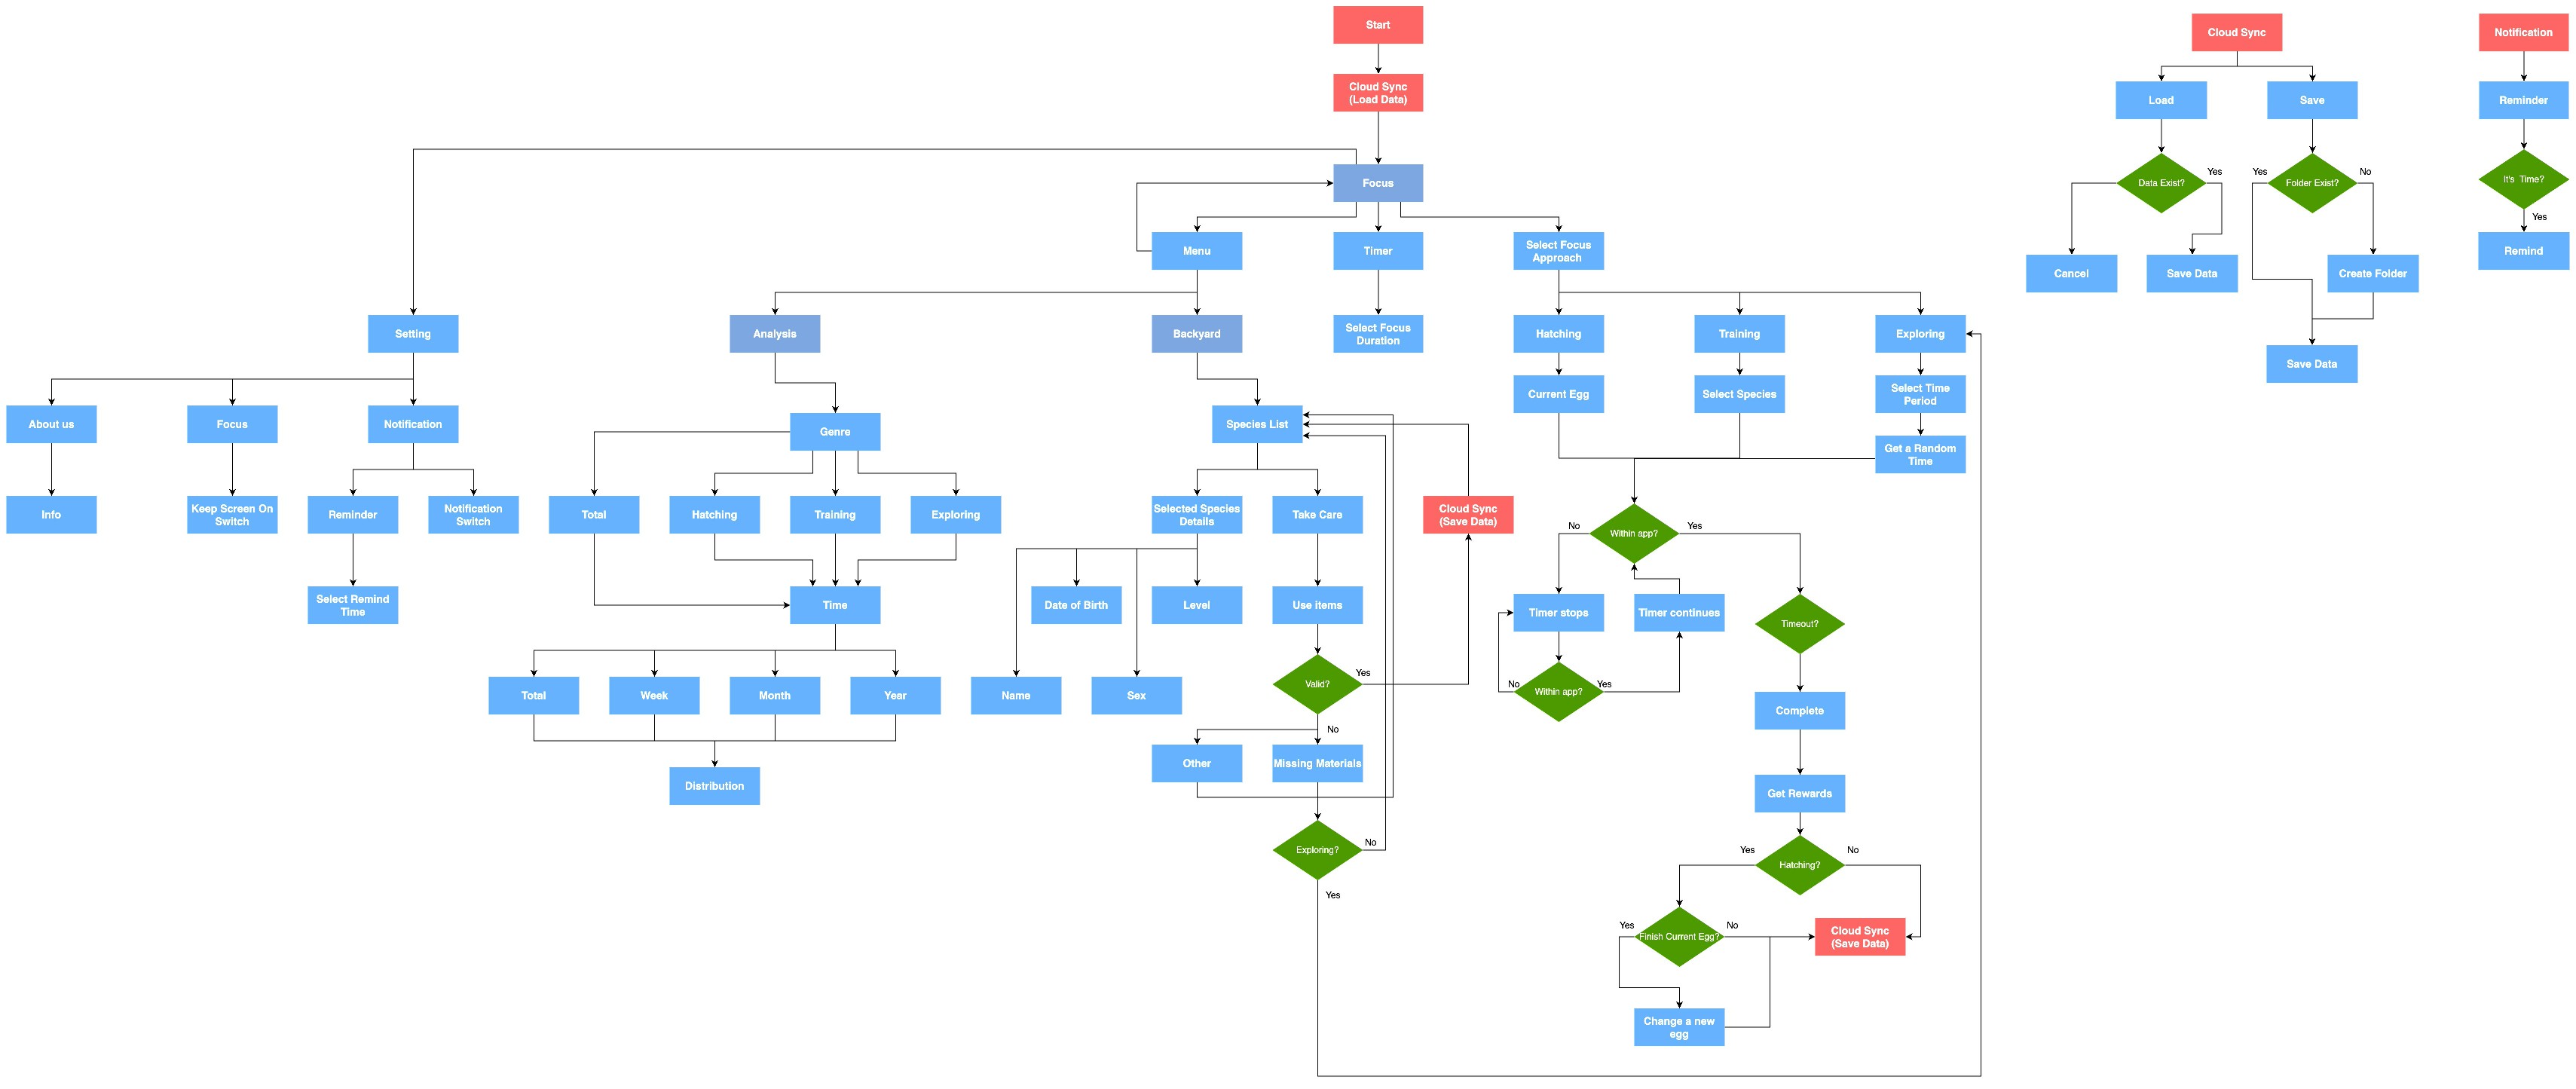 Start
Cloud Sync
(Load Data)
Focus
Menu
Timer
Select Focus
Approach
Setting
Analysis
Backyard
Select Focus
Duration
Hatching
Training
Exploring
Current Egg
Select Species
Select Time
Period
Get a Random
Time
About us
Focus
Notification
Genre
Species List
Info
Keep Screen On
Switch
Reminder
Notification
Switch
Total
Hatching
Training
Exploring
Selected Species
Details
Take Care
Cloud Sync
(Save Data)
Select Remind
Time
Time
Date of Birth
Level
Use items
Total
Week
Month
Year
Name
Sex
Valid?
Yes
No
Other
Missing Materials
Distribution
Exploring?
No
Yes
Within app?
No
Yes
Timer stops
Timer continues
Within app?
No
Yes
Timeout?
Complete
Get Rewards
Hatching?
Yes
No
Finish Current Egg?
Yes
No
Cloud Sync
(Save Data)
Change a new
egg
Cloud Sync
Load
Save
Data Exist?
Yes
Yes
Folder Exist?
No
Cancel
Save Data
Create Folder
Save Data
Notification
Reminder
It's Time?
Yes
Remind